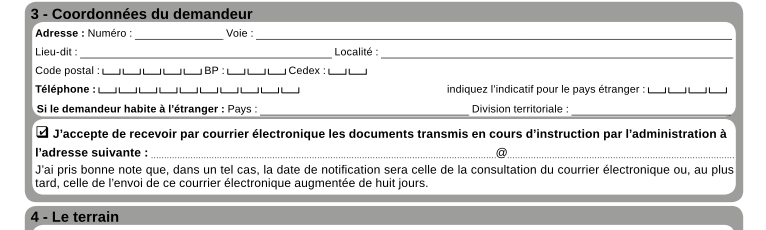 3 - Coordonnées du demandeur
Adresse : Numéro : Voie :
Lieu-dit : Localité :
Code postal : BP : Cedex :
Téléphone : indiquez l'indicatif pour le pays étranger :
Si le demandeur habite à l'étranger : Pays : Division territoriale :
J'accepte de recevoir par courrier électronique les documents transmis en cours d'instruction par l'administration à
l'adresse suivante : @
J'ai pris bonne note que, dans un tel cas, la date de notification sera celle de la consultation du courrier électronique ou, au plus
tard, celle de l'envoi de ce courrier électronique augmentée de huit jours.
4 - Le terrain